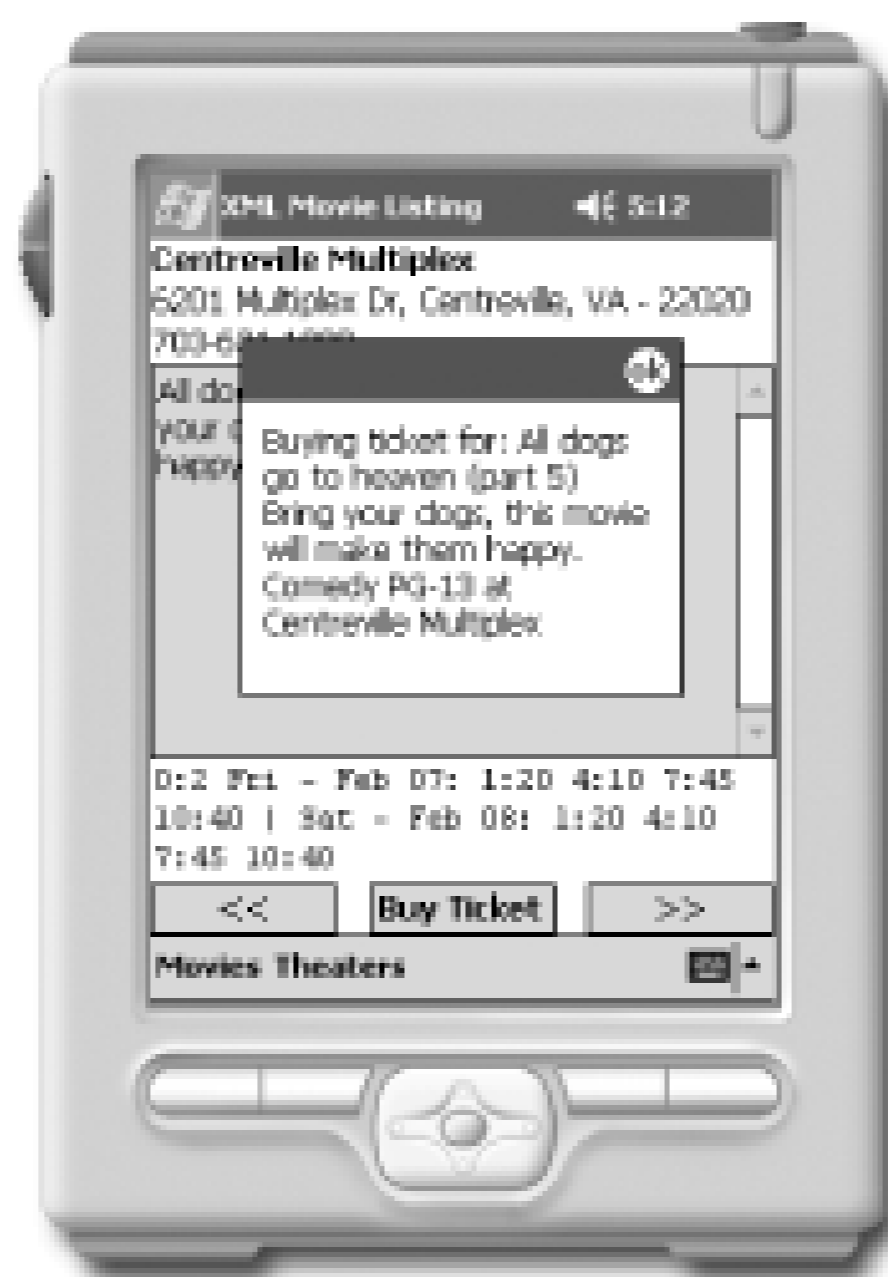 XML Movie Listing 5:12
Centreville Multiplex
6201 Multiplex Dr, Centreville, VA - 22020
ok
All
your
happy
Buying ticket for: All dogs
go to heaven (part 5)
Bring your dogs, this movie
will make them happy.
Comedy PG-13 at
Centreville Multiplex
0:2 Fri - Feb 07: 1:20 4:10 7:45
10:40 | Sat - Feb 08: 1:20 4:10
7:45 10:40
<< Buy Ticket >>
Movies Theaters